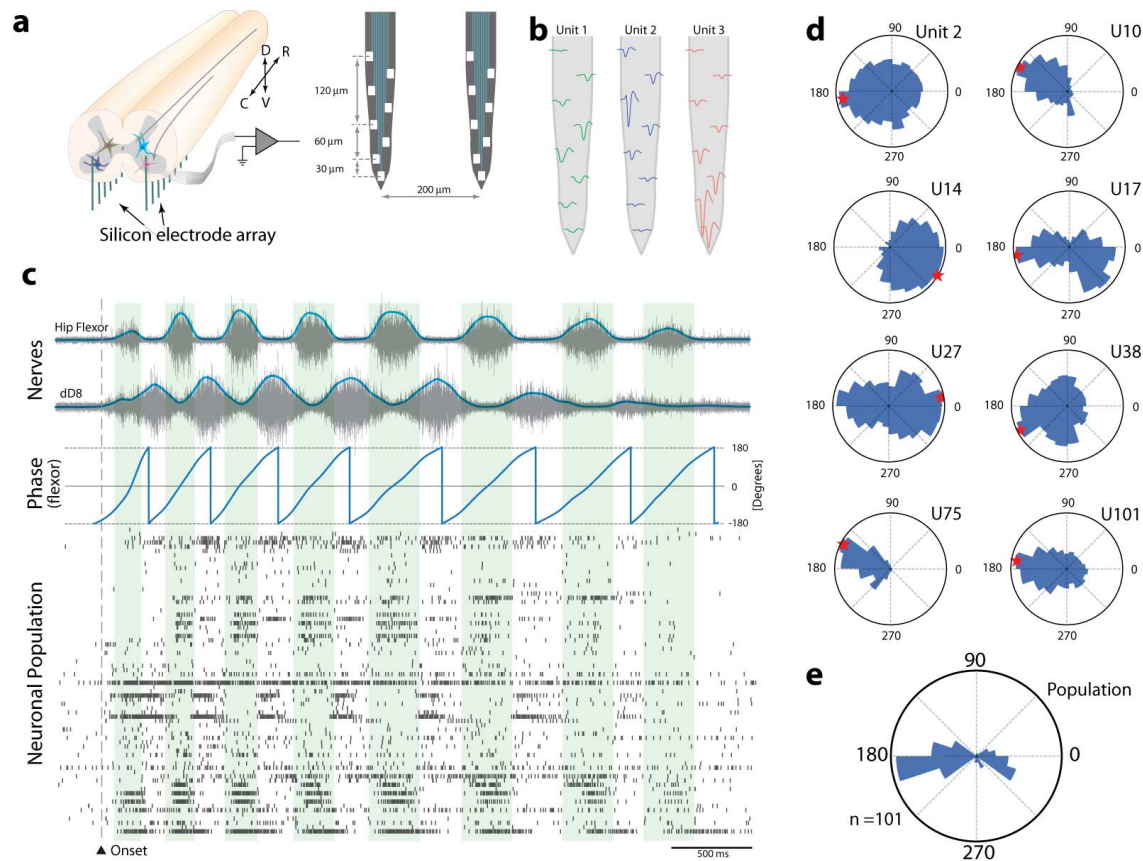 a
D
R
C
V
Silicon electrode array
120 µm
60 µm
30 µm
200 µm
b
Unit 1
Unit 2
Unit 3
c
Nerves
Hip Flexor
dD8
Phase
(flexor)
180
0
-180
[Degrees]
Neuronal Population
▲ Onset
500 ms
d
90
Unit 2
180
0
270
90
U10
180
0
270
90
U14
180
0
270
90
U17
180
0
270
90
U27
180
0
270
90
U38
180
0
270
90
U75
180
0
270
90
U101
180
0
270
e
90
Population
180
0
n =101
270